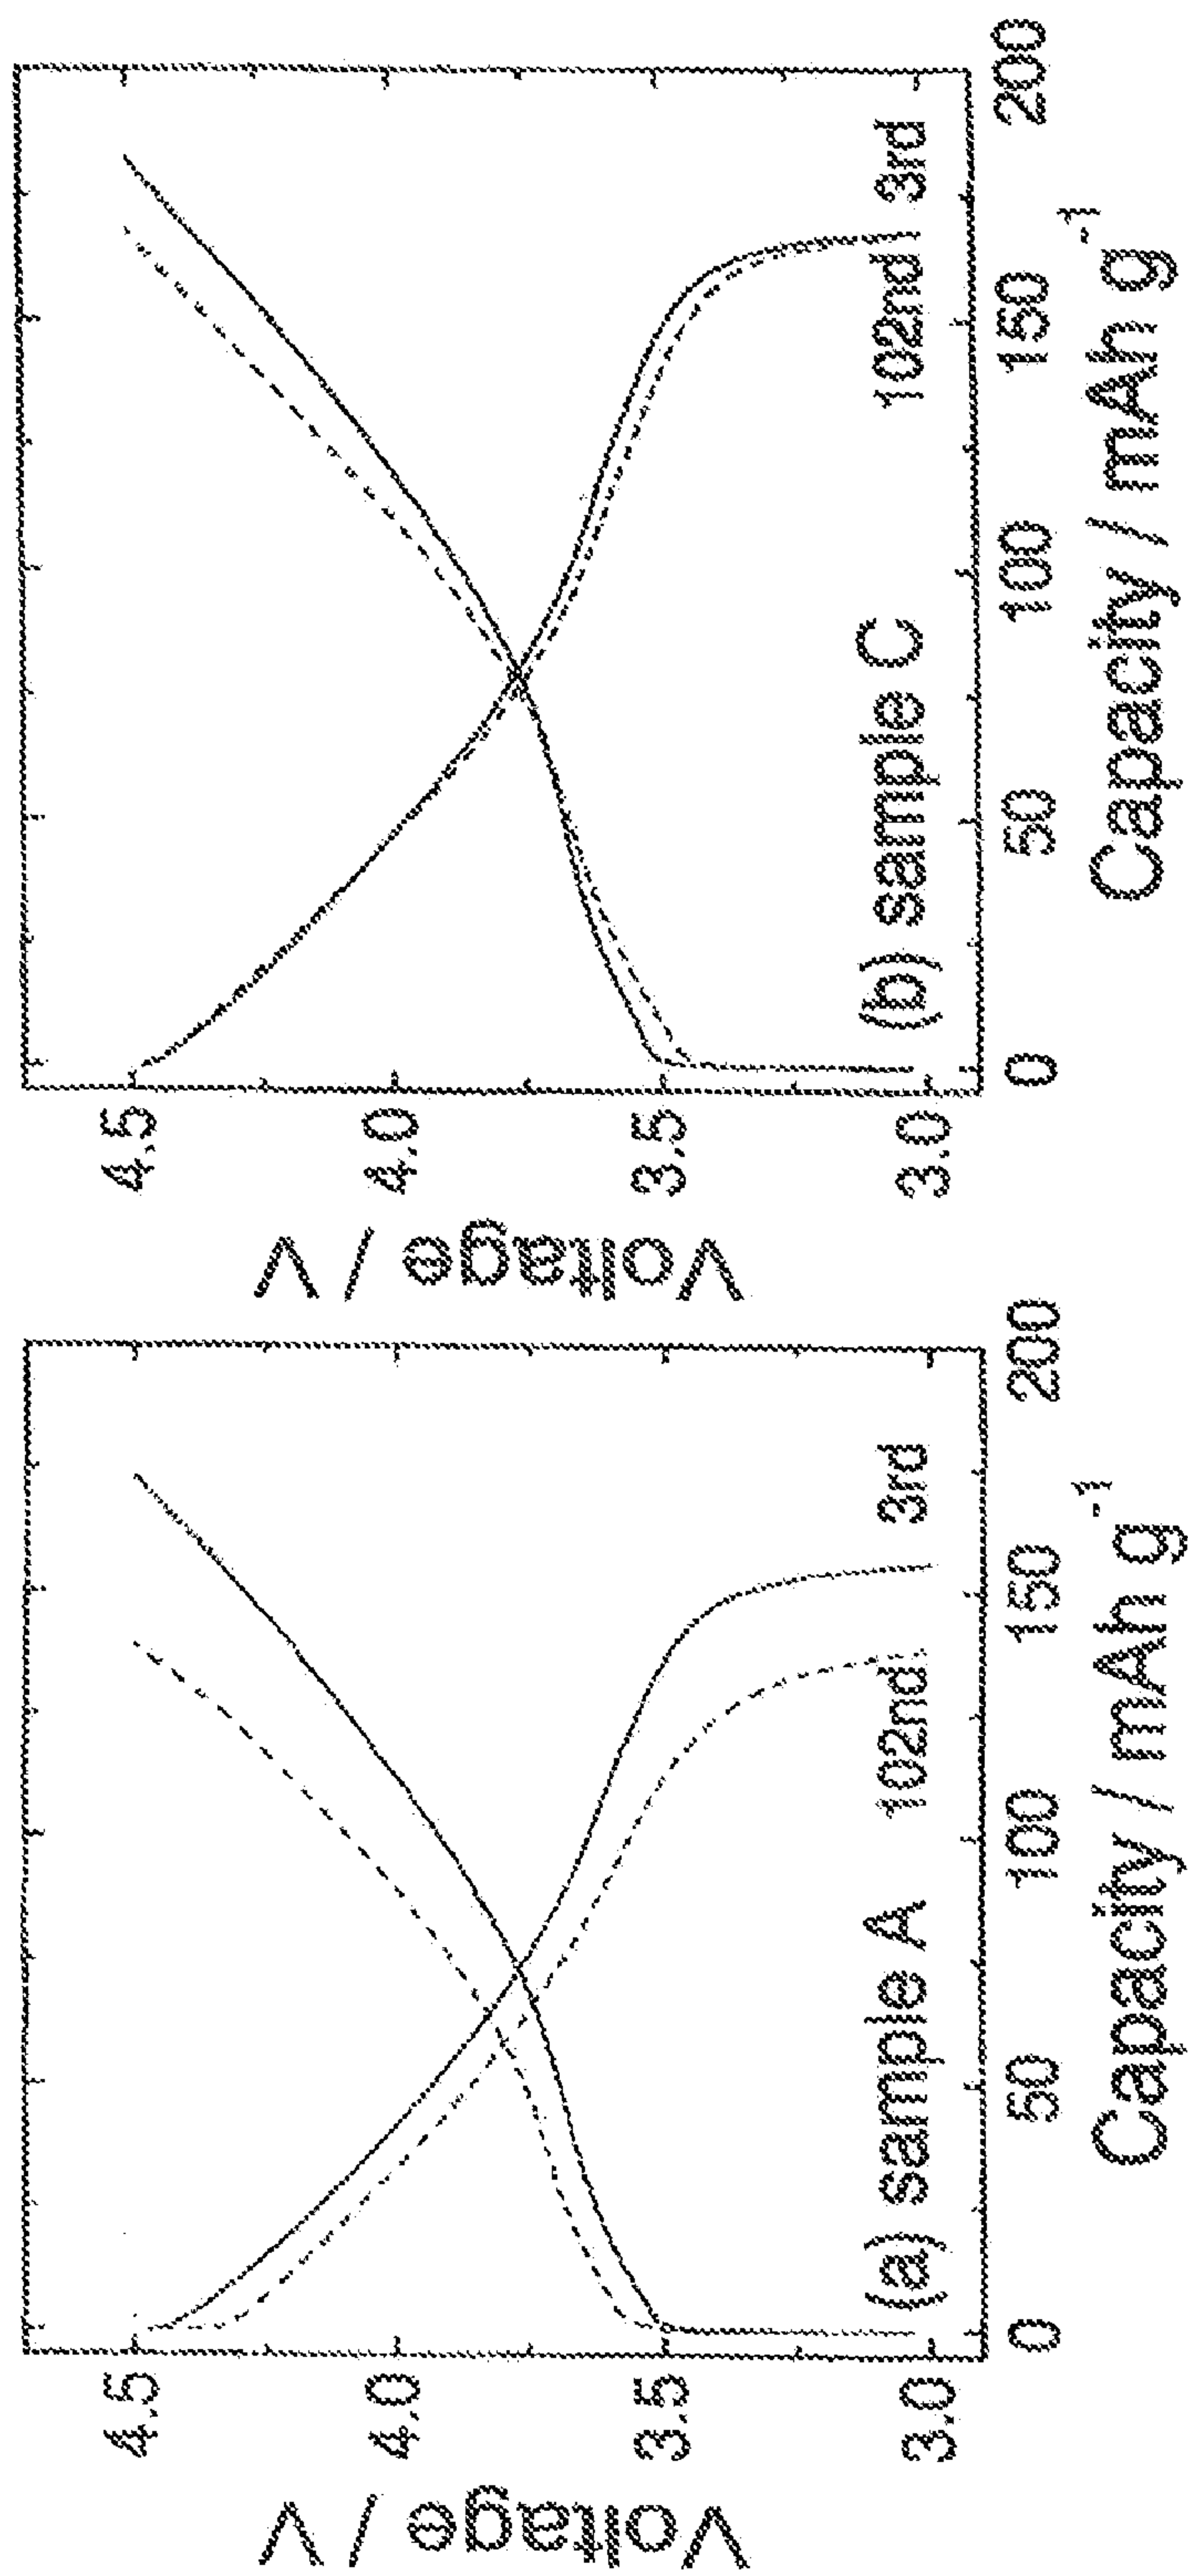 Voltage / V
4.5
4.0
3.5
3.0
(a) sample A
102nd
3rd
0
50
100
150
200
Capacity / mAh g⁻¹
Voltage / V
4.5
4.0
3.5
3.0
(b) sample C
102nd
3rd
0
50
100
150
200
Capacity / mAh g⁻¹